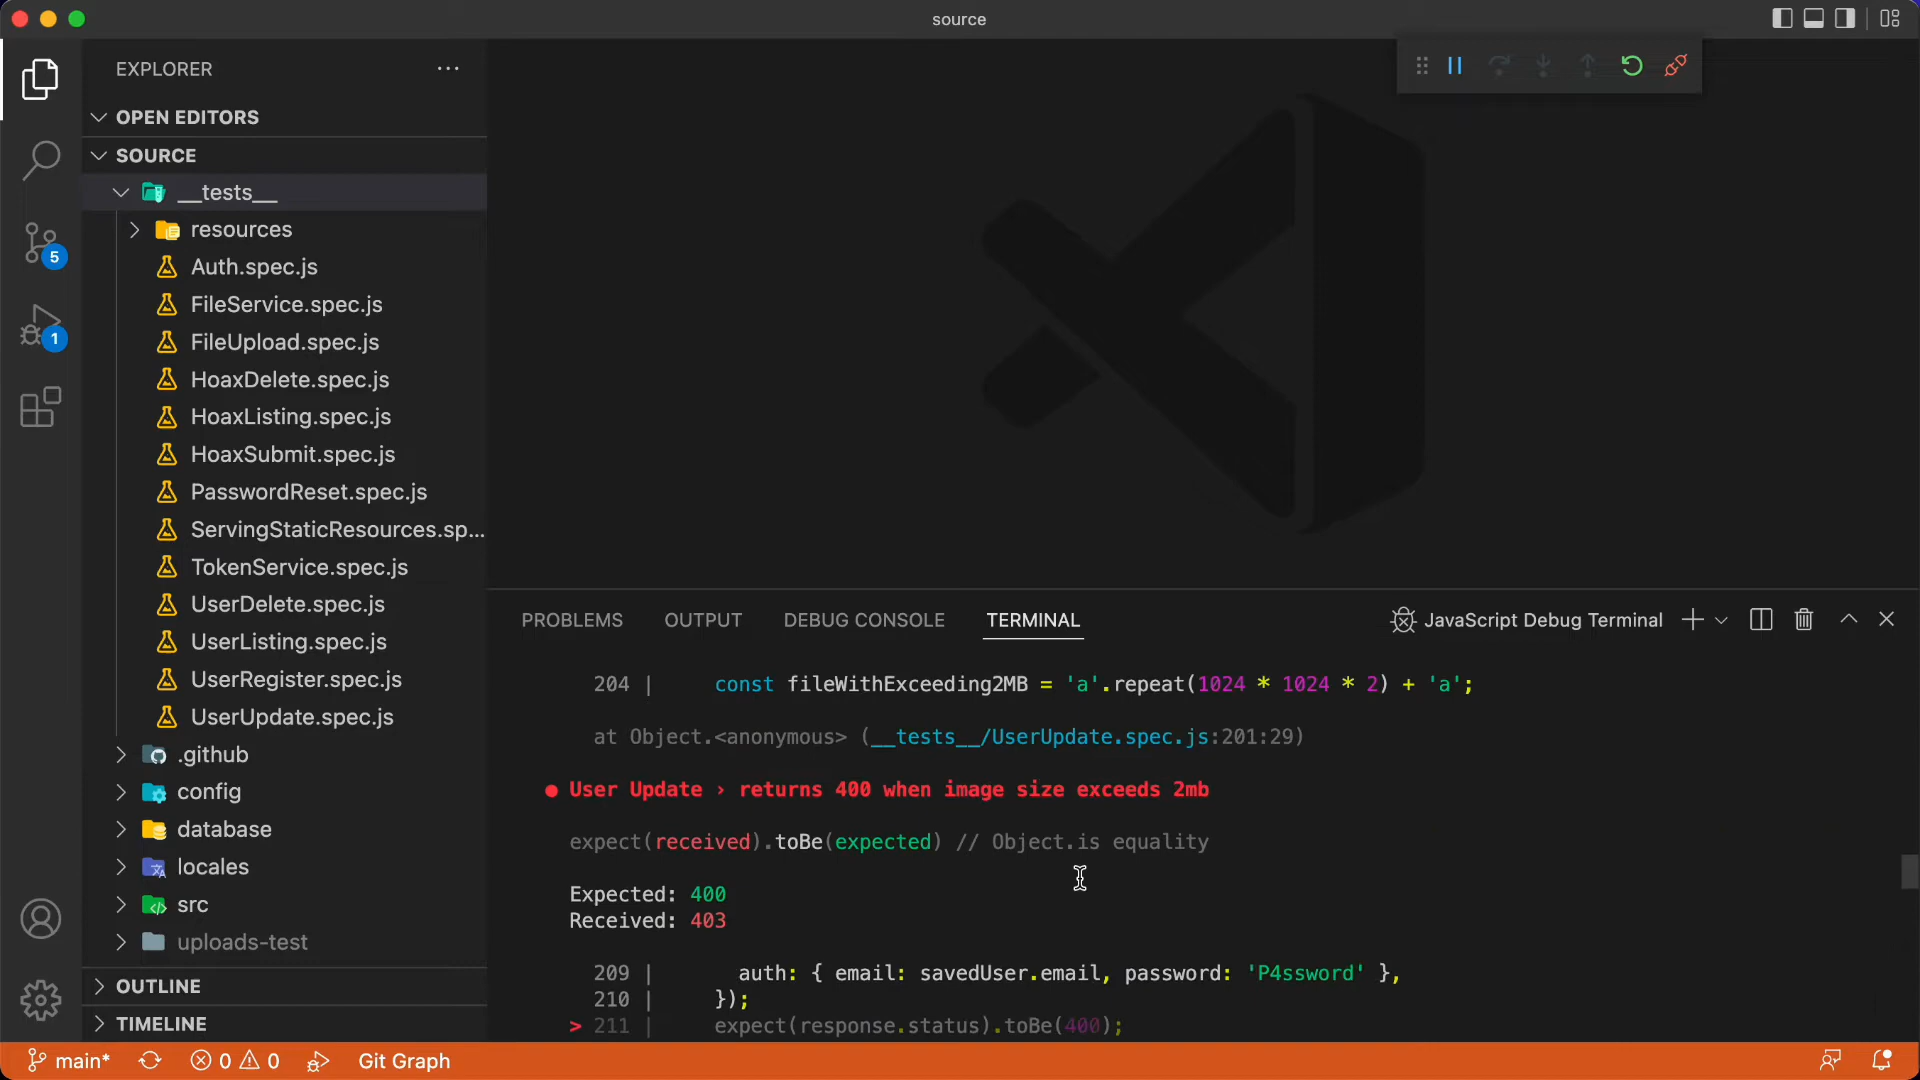 source
EXPLORER
OPEN EDITORS
SOURCE
__tests__
resources
Auth.spec.js
FileService.spec.js
FileUpload.spec.js
HoaxDelete.spec.js
HoaxListing.spec.js
HoaxSubmit.spec.js
PasswordReset.spec.js
ServingStaticResources.sp...
TokenService.spec.js
UserDelete.spec.js
UserListing.spec.js
UserRegister.spec.js
UserUpdate.spec.js
.github
config
database
locales
src
uploads-test
OUTLINE
TIMELINE
5
1
PROBLEMS OUTPUT DEBUG CONSOLE TERMINAL JavaScript Debug Terminal
204 | const fileWithExceeding2MB = 'a'.repeat(1024 * 1024 * 2) + 'a';
at Object.<anonymous> (__tests__/UserUpdate.spec.js:201:29)
● User Update › returns 400 when image size exceeds 2mb
expect(received).toBe(expected) // Object.is equality
Expected: 400
Received: 403
209 | auth: { email: savedUser.email, password: 'P4ssword' },
210 | });
> 211 | expect(response.status).toBe(400);
main* 0 0 Git Graph